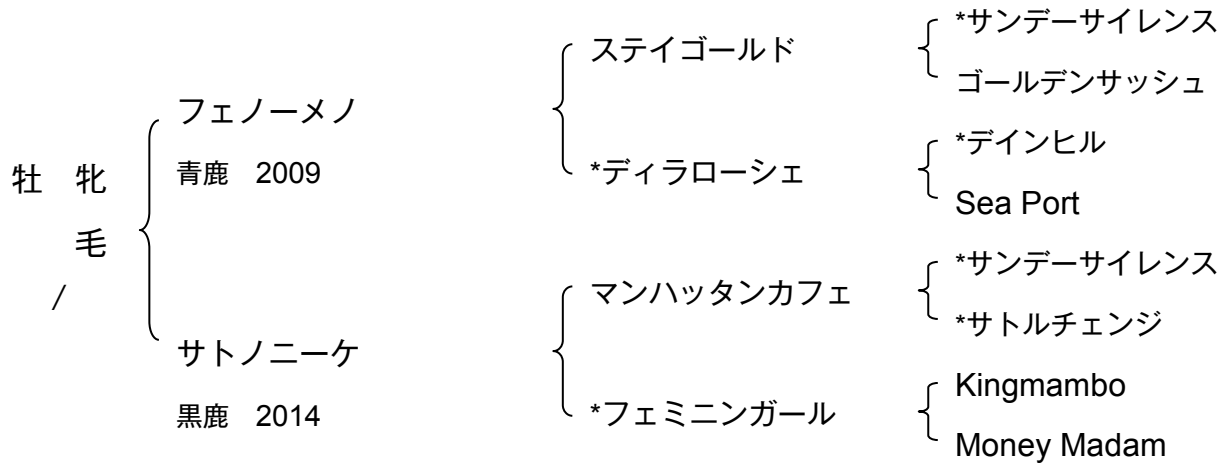 牡 牝
毛
/
フェノーメノ
青鹿 2009
サトノニーケ
黒鹿 2014
ステイゴールド
*ディラローシェ
マンハッタンカフェ
*フェミニンガール
*サンデーサイレンス
ゴールデンサッシュ
*デインヒル
Sea Port
*サンデーサイレンス
*サトルチェンジ
Kingmambo
Money Madam